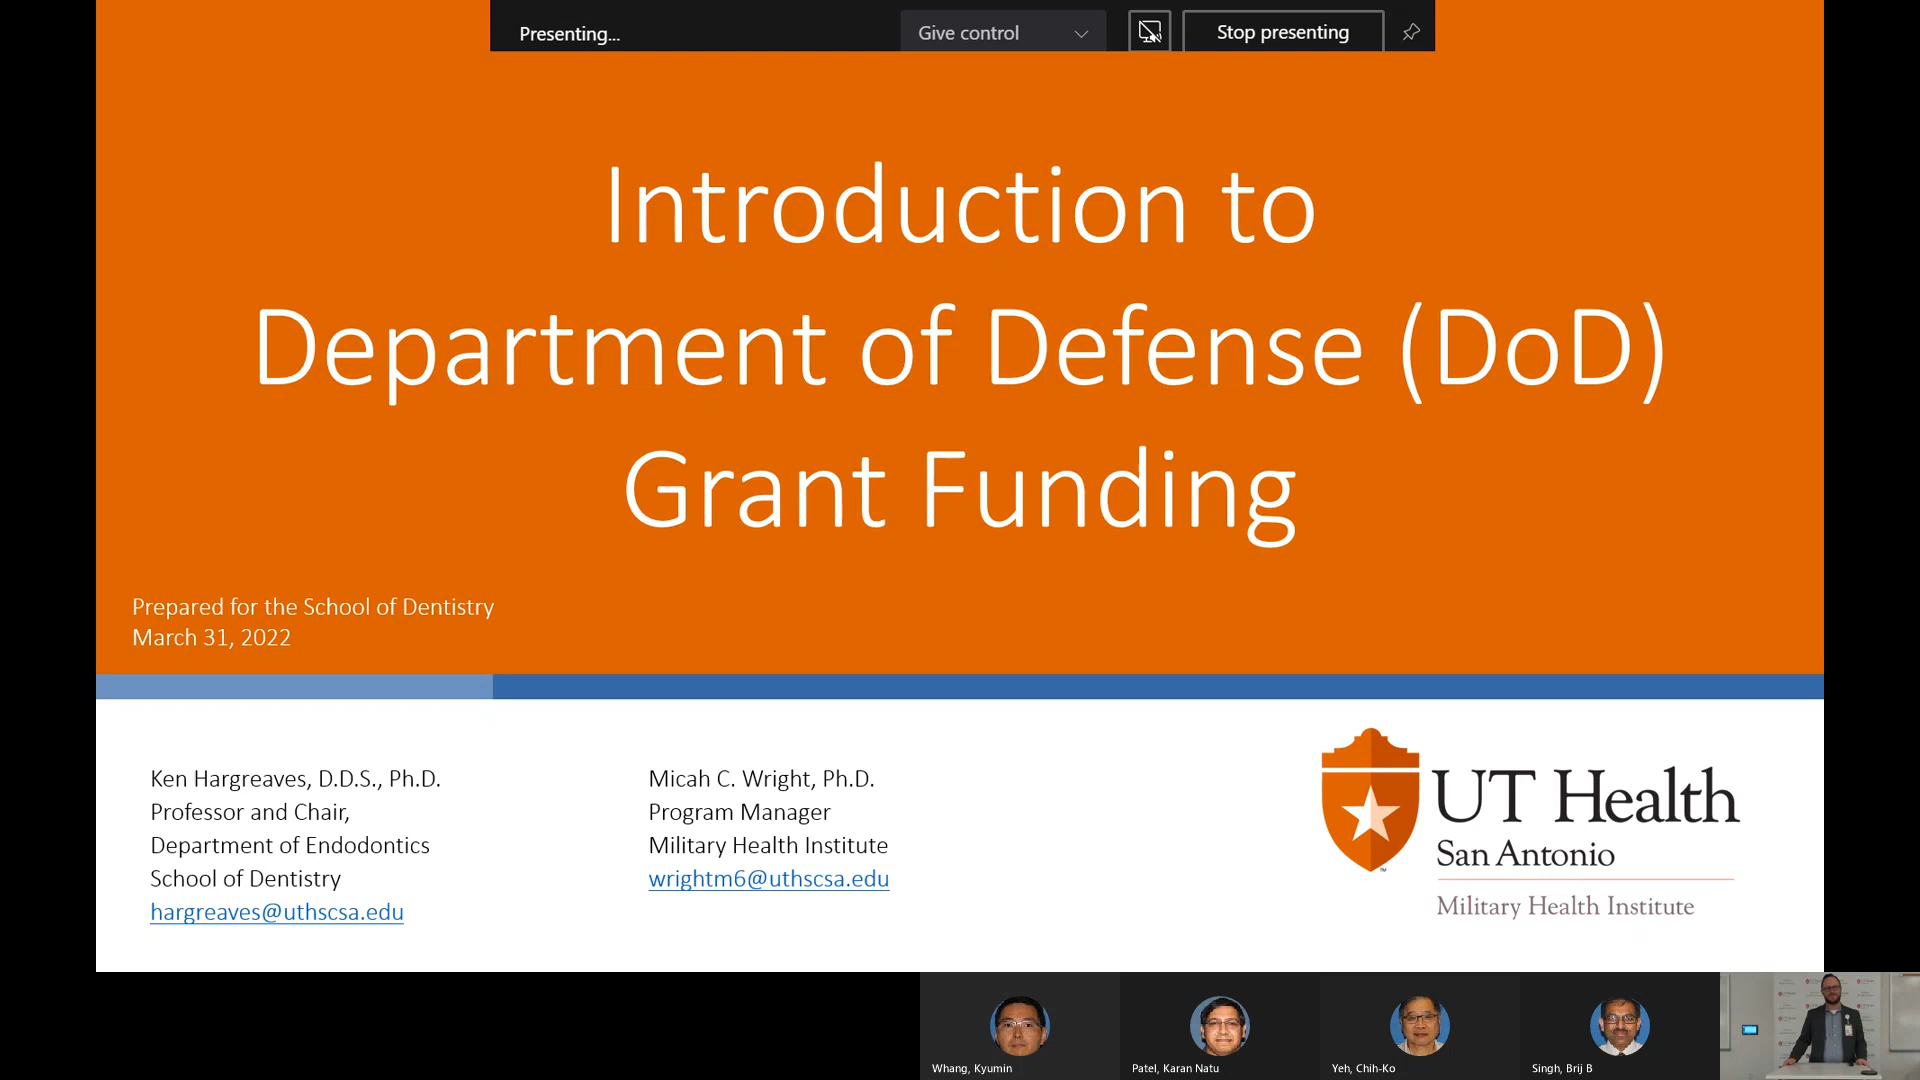 Presenting...
Give control
Stop presenting
Introduction to
Department of Defense (DoD)
Grant Funding
Prepared for the School of Dentistry
March 31, 2022
Ken Hargreaves, D.D.S., Ph.D.
Professor and Chair,
Department of Endodontics
School of Dentistry
hargreaves@uthscsa.edu
Micah C. Wright, Ph.D.
Program Manager
Military Health Institute
wrightm6@uthscsa.edu
UT Health
San Antonio
™
Military Health Institute
Whang, Kyumin
Patel, Karan Natu
Yeh, Chih-Ko
Singh, Brij B
UT Health